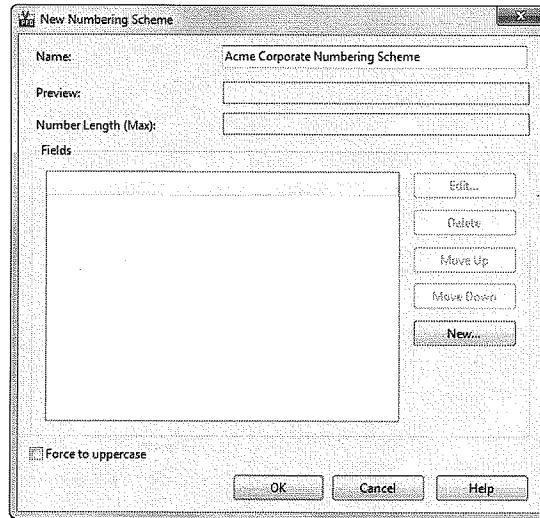 New Numbering Scheme
Name: Acme Corporate Numbering Scheme
Preview:
Number Length (Max):
Fields
Edit...
Delete
Move Up
Move Down
New...
Force to uppercase
OK Cancel Help